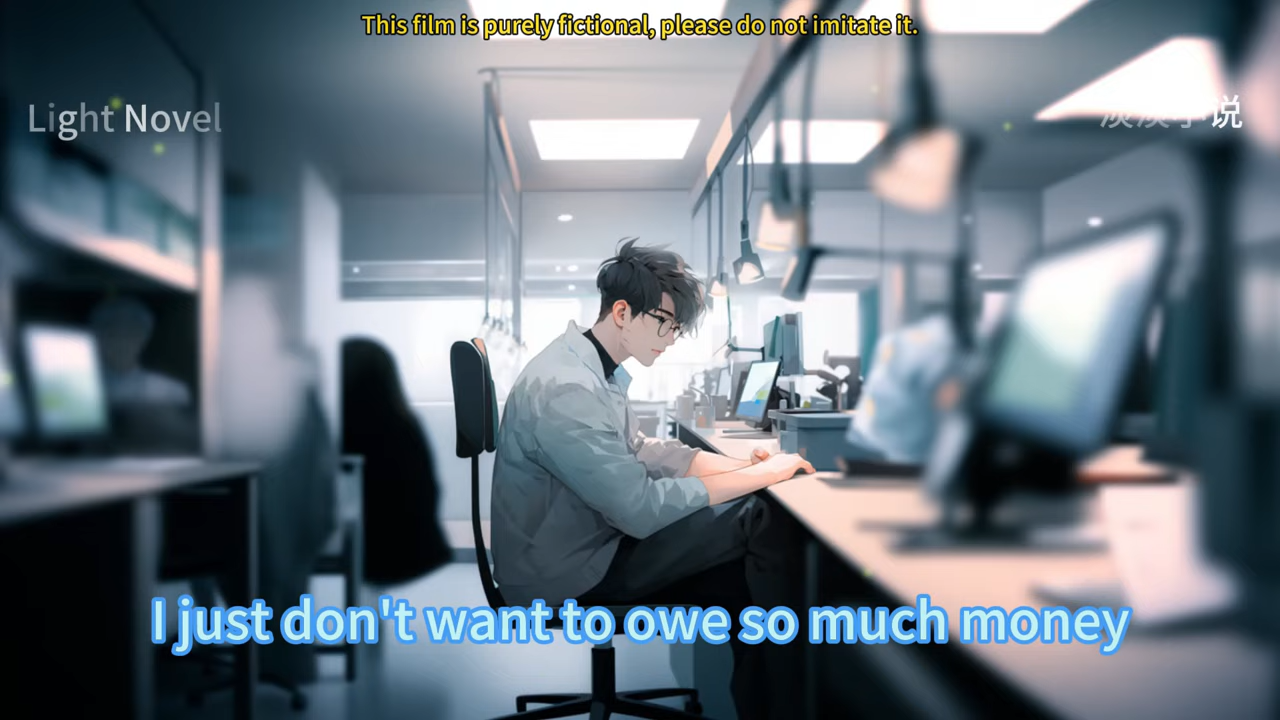 This film is purely fictional, please do not imitate it.
Light Novel
说
I just don't want to owe so much money